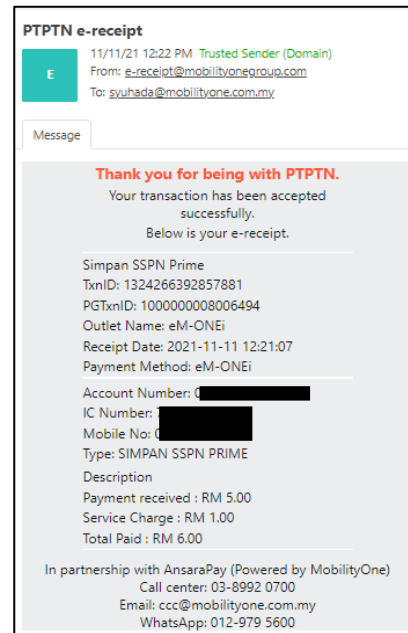 PTPTN e-receipt
E
11/11/21 12:22 PM Trusted Sender (Domain)
From: e-receipt@mobilityonegroup.com
To: syuhada@mobilityone.com.my
Message
Thank you for being with PTPTN.
Your transaction has been accepted
successfully.
Below is your e-receipt.
Simpan SSPN Prime
TxnID: 1324266392857881
PGTxnID: 1000000008006494
Outlet Name: eM-ONEi
Receipt Date: 2021-11-11 12:21:07
Payment Method: eM-ONEi
Account Number: 0
IC Number: 
Mobile No: 0
Type: SIMPAN SSPN PRIME
Description
Payment received : RM 5.00
Service Charge : RM 1.00
Total Paid : RM 6.00
In partnership with AnsaraPay (Powered by MobilityOne)
Call center: 03-8992 0700
Email: ccc@mobilityone.com.my
WhatsApp: 012-979 5600